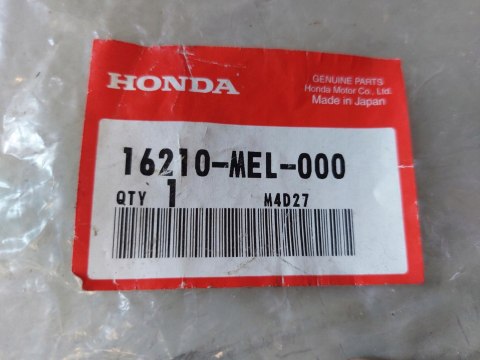 HONDA
GENUINE PARTS
Honda Motor Co., Ltd.
Made in Japan
16210-MEL-000
QTY 1 M4D27